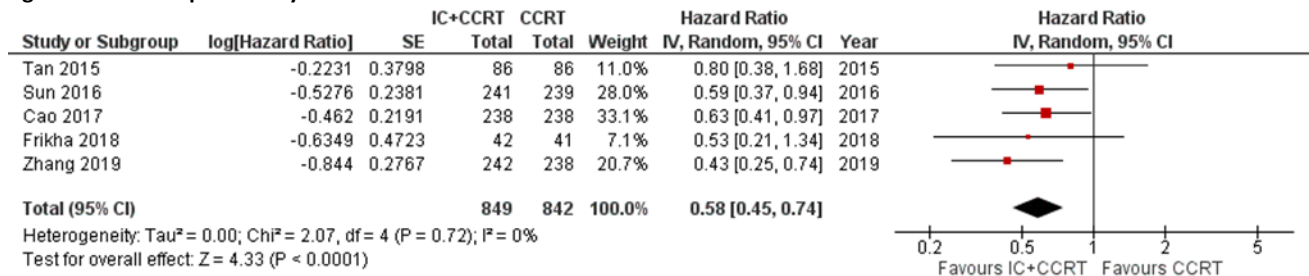 IC+CCRT CCRT Hazard Ratio Hazard Ratio
Study or Subgroup log[Hazard Ratio] SE Total Total Weight IV, Random, 95% CI Year IV, Random, 95% CI
Tan 2015 -0.2231 0.3798 86 86 11.0% 0.80 [0.38, 1.68] 2015
Sun 2016 -0.5276 0.2381 241 239 28.0% 0.59 [0.37, 0.94] 2016
Cao 2017 -0.462 0.2191 238 238 33.1% 0.63 [0.41, 0.97] 2017
Frikha 2018 -0.6349 0.4723 42 41 7.1% 0.53 [0.21, 1.34] 2018
Zhang 2019 -0.844 0.2767 242 238 20.7% 0.43 [0.25, 0.74] 2019
Total (95% CI) 849 842 100.0% 0.58 [0.45, 0.74]
Heterogeneity: Tau² = 0.00; Chi² = 2.07, df = 4 (P = 0.72); I² = 0%
Test for overall effect: Z = 4.33 (P < 0.0001)
0.2 0.5 1 2 5
Favours IC+CCRT Favours CCRT